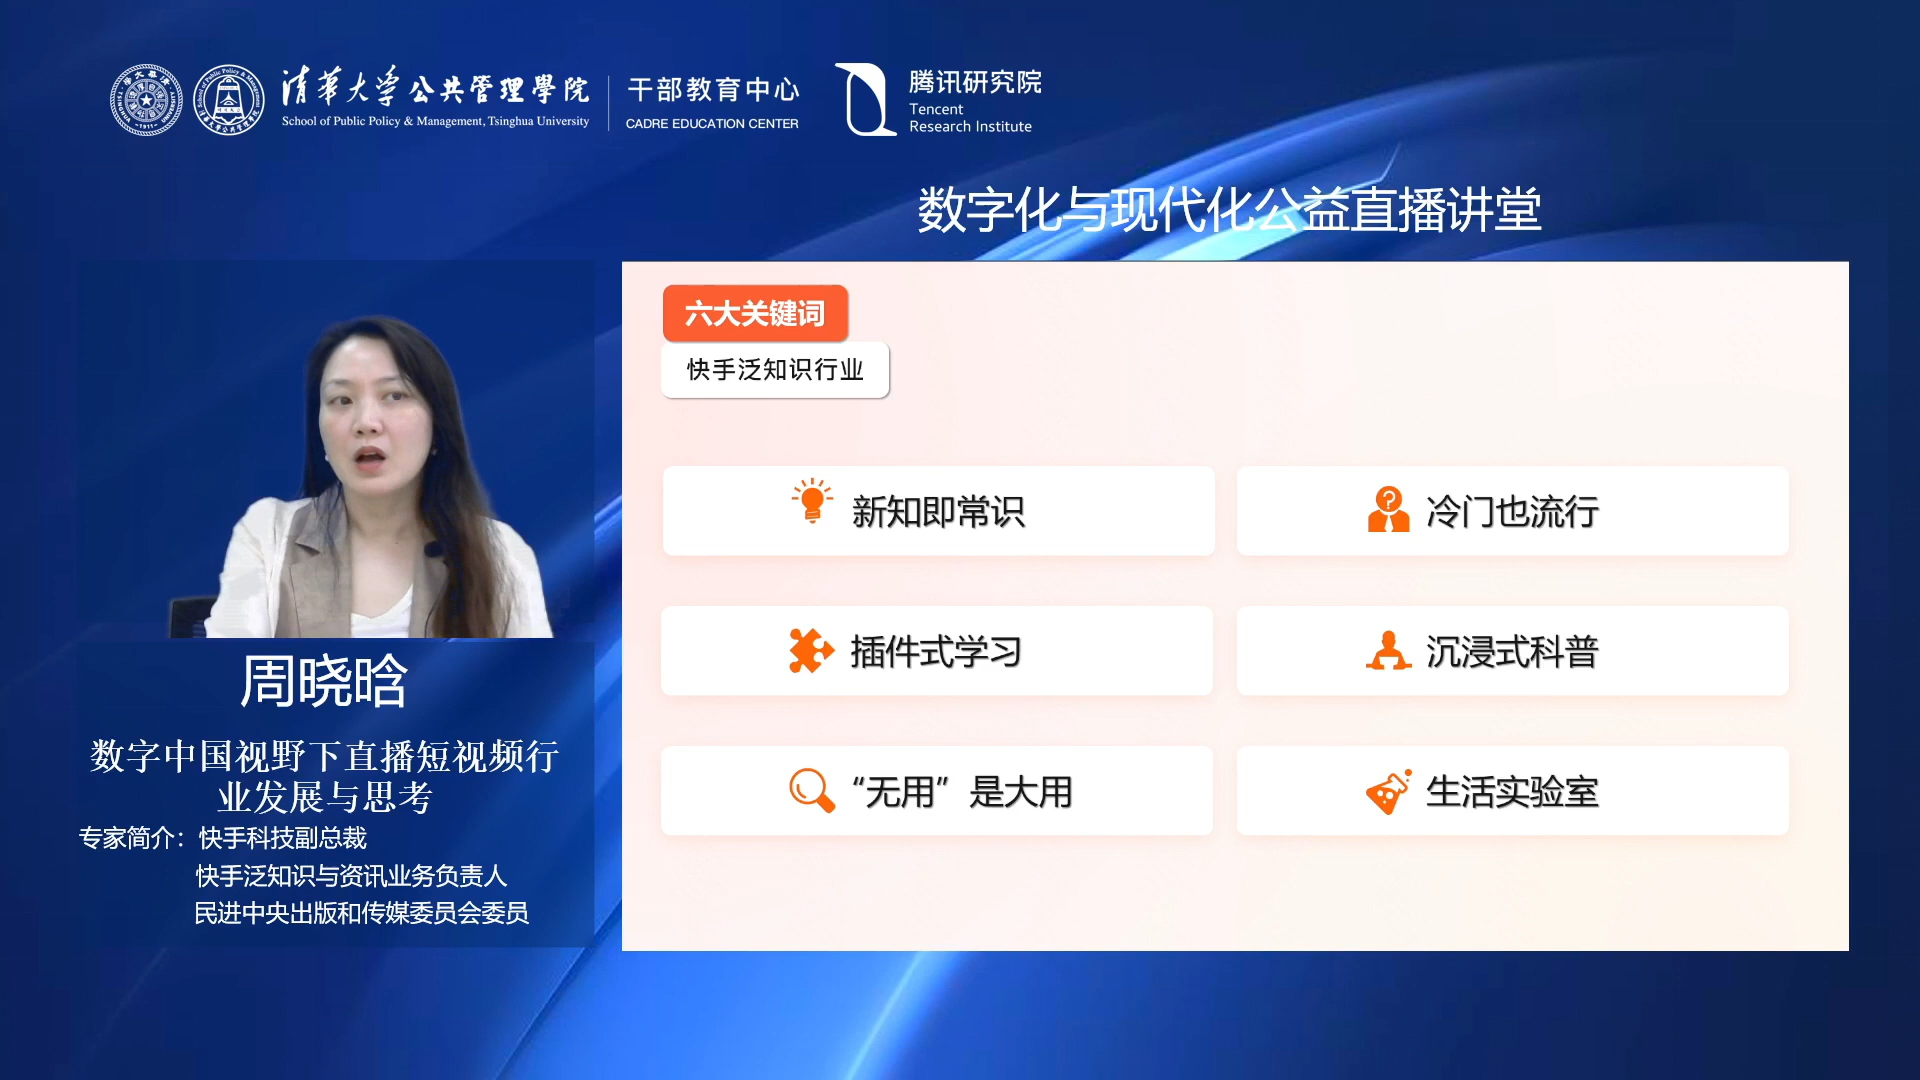 清華大学公共管理學院
School of Public Policy & Management, Tsinghua University
干部教育中心
CADRE EDUCATION CENTER
腾讯研究院
Tencent
Research Institute
数字化与现代化公益直播讲堂
六大关键词
快手泛知识行业
新知即常识
冷门也流行
插件式学习
沉浸式科普
“无用”是大用
生活实验室
周晓晗
数字中国视野下直播短视频行
业发展与思考
专家简介：快手科技副总裁
快手泛知识与资讯业务负责人
民进中央出版和传媒委员会委员